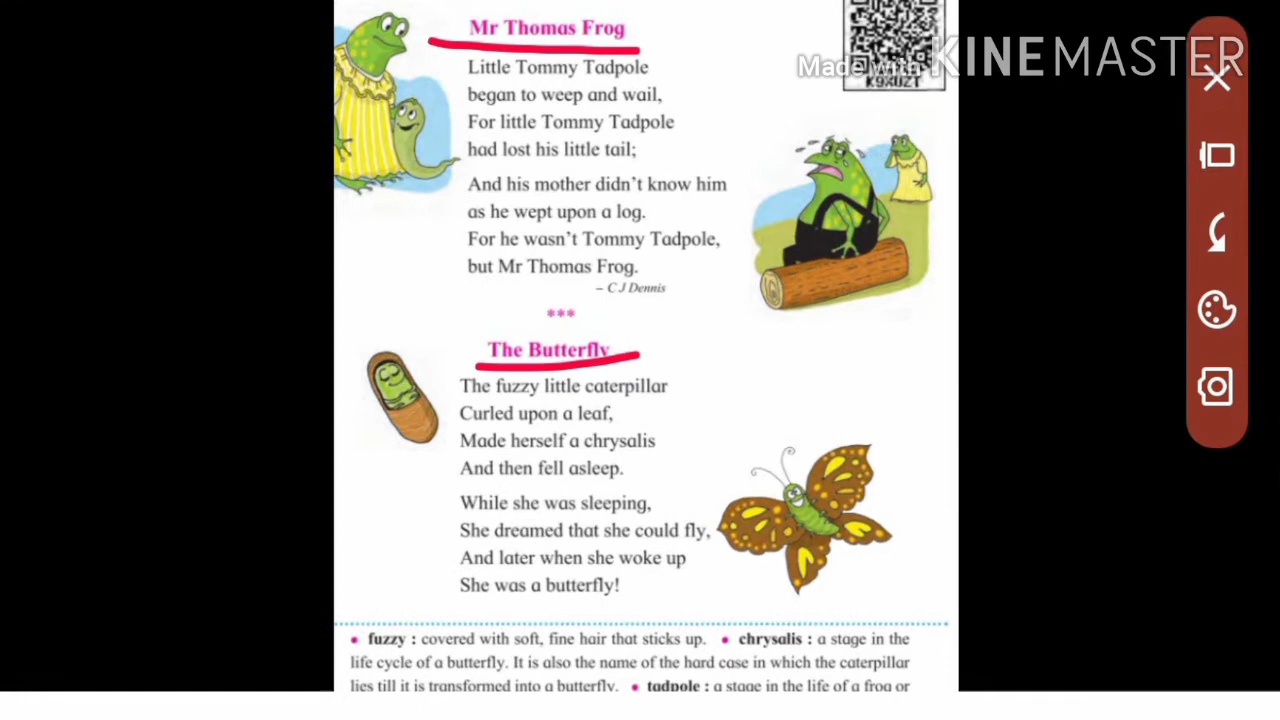 Mr Thomas Frog
Little Tommy Tadpole
began to weep and wail,
For little Tommy Tadpole
had lost his little tail;
And his mother didn't know him
as he wept upon a log.
For he wasn't Tommy Tadpole,
but Mr Thomas Frog.
– C J Dennis
***
The Butterfly
The fuzzy little caterpillar
Curled upon a leaf,
Made herself a chrysalis
And then fell asleep.
While she was sleeping,
She dreamed that she could fly,
And later when she woke up
She was a butterfly!
• fuzzy : covered with soft, fine hair that sticks up. • chrysalis : a stage in the
life cycle of a butterfly. It is also the name of the hard case in which the caterpillar
lies till it is transformed into a butterfly. • tadpole : a stage in the life of a frog or
K9XUZT
Made with KINEMASTER